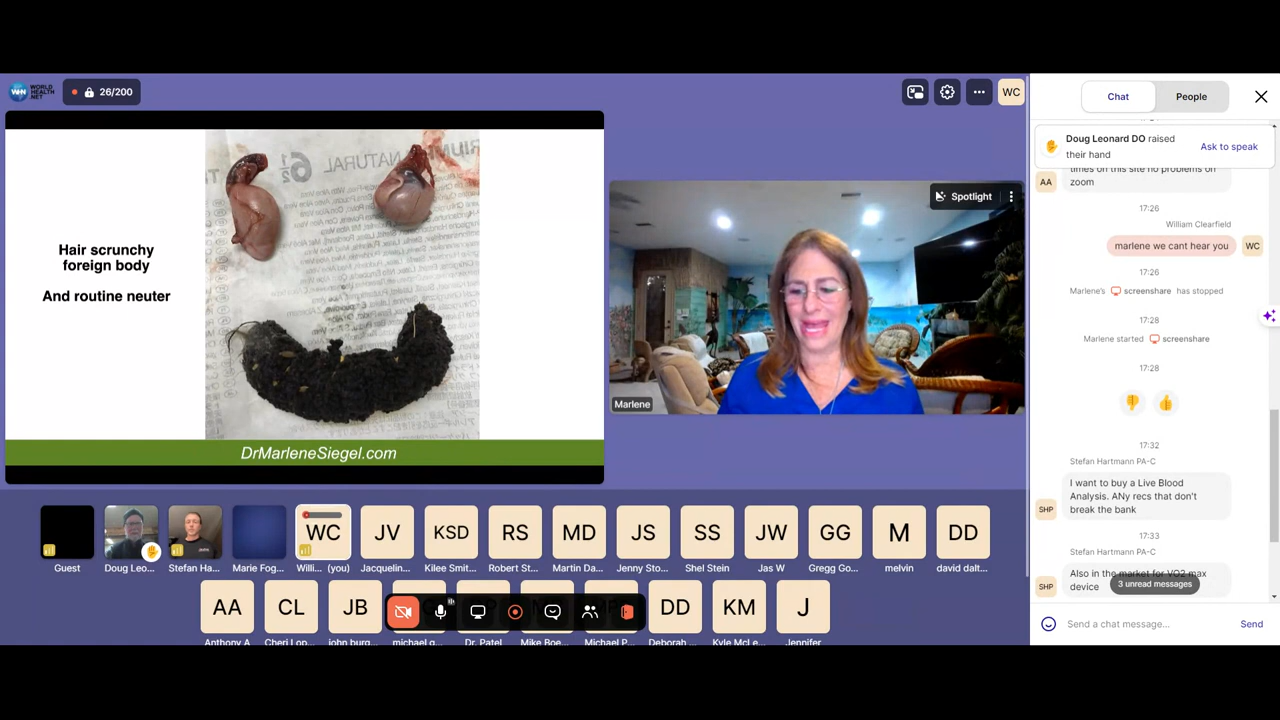 WORLD
HEALTH
NET
26/200
WC
Hair scrunchy
foreign body
And routine neuter
NATURAL
6½
DrMarleneSiegel.com
Spotlight
Marlene
Guest
Doug Leo...
Stefan Ha...
Marie Fog...
WC
Willi... (you)
JV
Jacquelin...
KSD
Kilee Smit...
RS
Robert St...
MD
Martin Da...
JS
Jenny Sto...
SS
Shel Stein
JW
Jas W
GG
Gregg Go...
M
melvin
DD
david dalt...
AA
Anthony A
CL
Cheri Lop...
JB
john burg...
michael g...
Dr. Patel
Mike Boe...
Michael P...
DD
Deborah
KM
Kyle McLe...
J
Jennifer
Chat
People
Doug Leonard DO raised
their hand
Ask to speak
times on this site no problems on
zoom
AA
17:26
William Clearfield
marlene we cant hear you
WC
17:26
Marlene's screenshare has stopped
17:28
Marlene started screenshare
17:28
17:32
Stefan Hartmann PA-C
I want to buy a Live Blood
Analysis. ANy recs that don't
break the bank
SHP
17:33
Stefan Hartmann PA-C
Also in the market for VO2 max
device
SHP
3 unread messages
Send a chat message...
Send